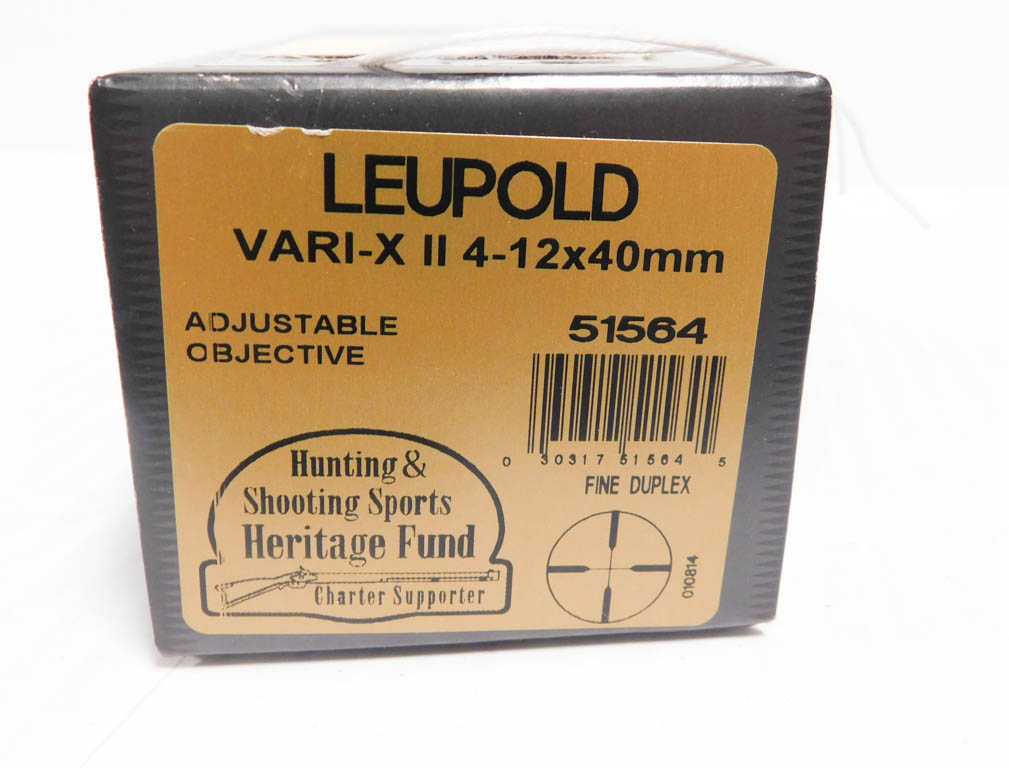 LEUPOLD
VARI-X II 4-12x40mm
ADJUSTABLE
OBJECTIVE
51564
0 30317 51564 5
FINE DUPLEX
Hunting &
Shooting Sports
Heritage Fund
Charter Supporter
010814